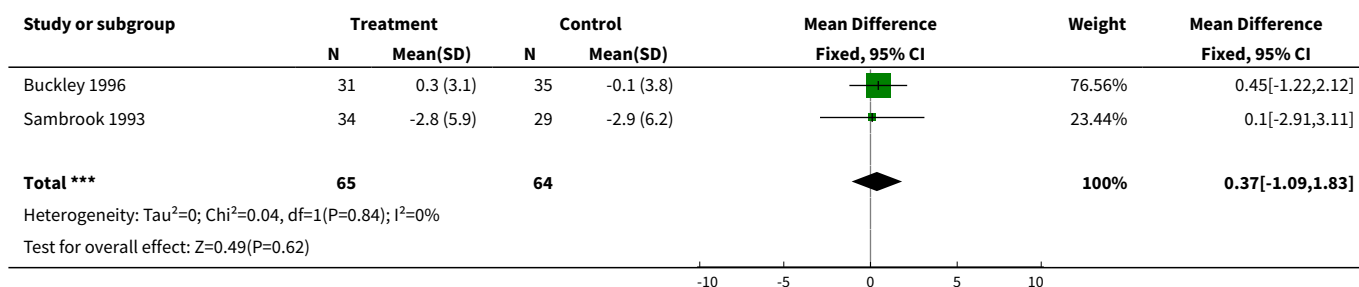 Study or subgroup Treatment Control Mean Difference Weight Mean Difference
N Mean(SD) N Mean(SD) Fixed, 95% CI Fixed, 95% CI
Buckley 1996 31 0.3 (3.1) 35 -0.1 (3.8) 76.56% 0.45[-1.22,2.12]
Sambrook 1993 34 -2.8 (5.9) 29 -2.9 (6.2) 23.44% 0.1[-2.91,3.11]
Total *** 65 64 100% 0.37[-1.09,1.83]
Heterogeneity: Tau²=0; Chi²=0.04, df=1(P=0.84); I²=0%
Test for overall effect: Z=0.49(P=0.62)
-10 -5 0 5 10